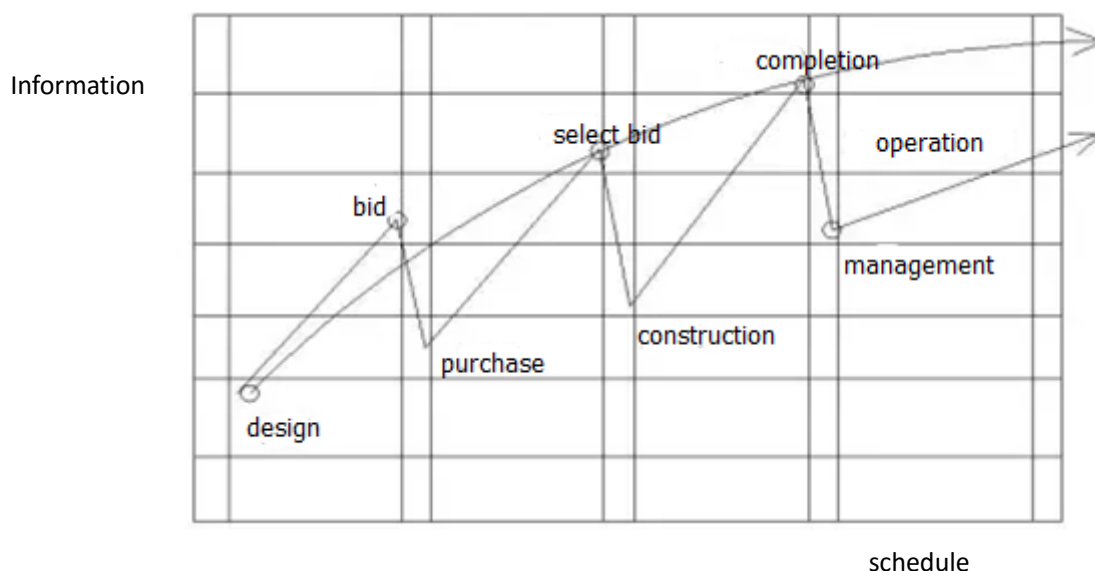 completion
Information
select bid
operation
bid
management
construction
purchase
design
schedule